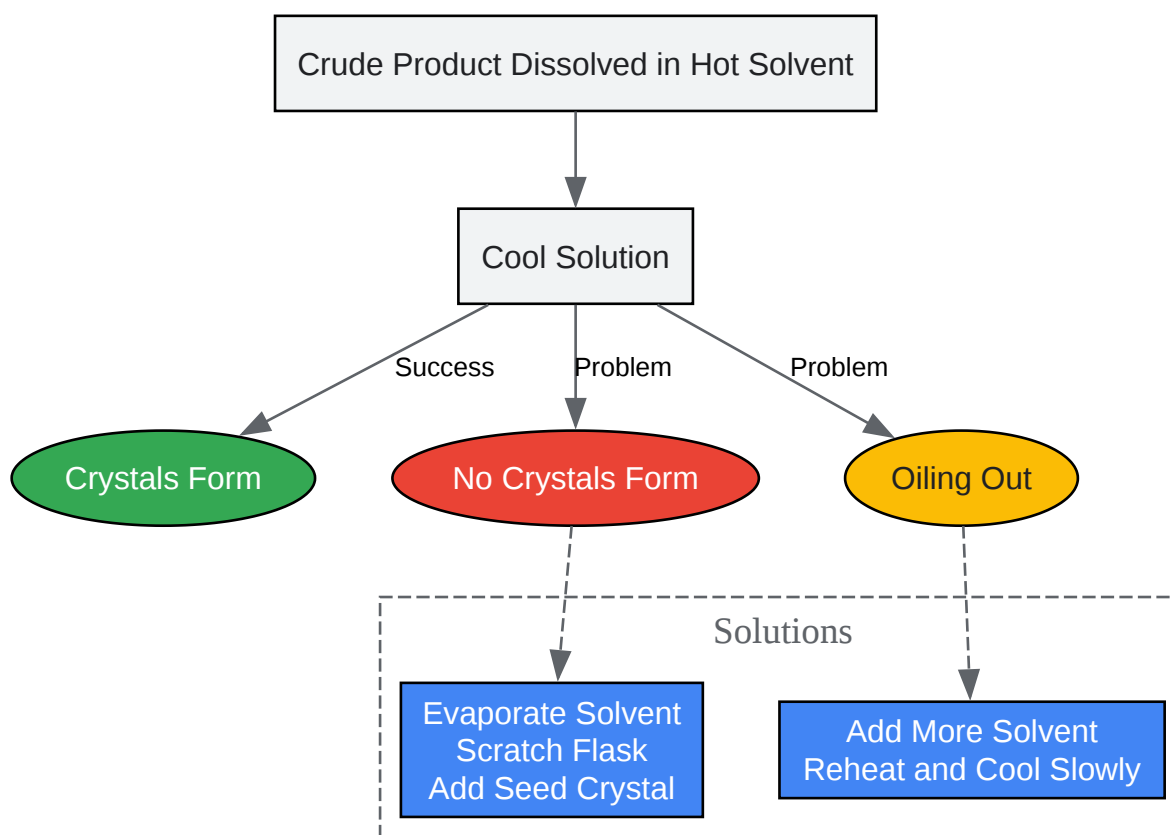 Crude Product Dissolved in Hot Solvent
Cool Solution
Success
Problem
Problem
Crystals Form
No Crystals Form
Oiling Out
Solutions
Evaporate Solvent
Scratch Flask
Add Seed Crystal
Add More Solvent
Reheat and Cool Slowly